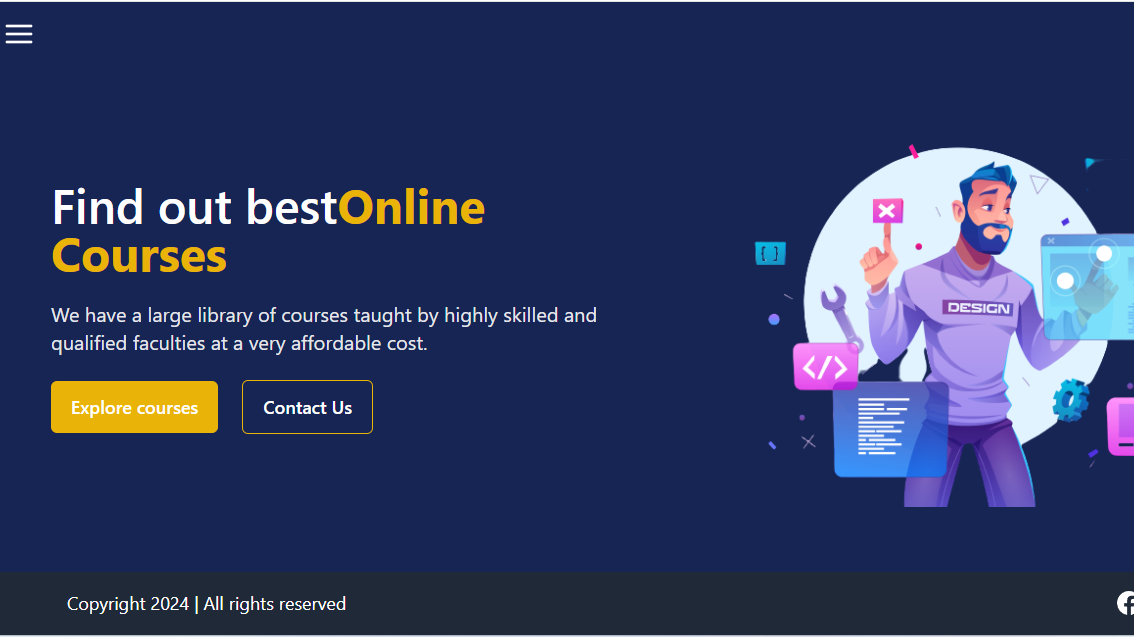 Find out bestOnline
Courses
We have a large library of courses taught by highly skilled and
qualified faculties at a very affordable cost.
Explore courses
Contact Us
[ ]
DESIGN
</>
Copyright 2024 | All rights reserved